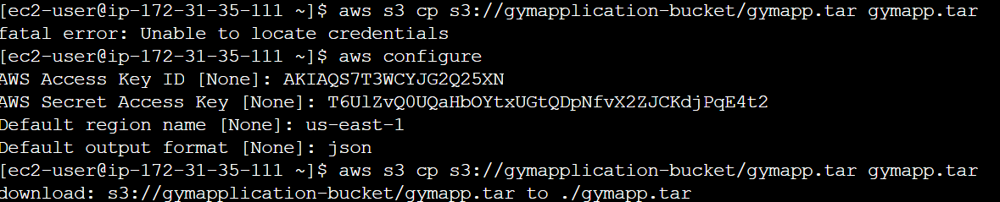 [ec2-user@ip-172-31-35-111 ~]$ aws s3 cp s3://gymapplication-bucket/gymapp.tar gymapp.tar
fatal error: Unable to locate credentials
[ec2-user@ip-172-31-35-111 ~]$ aws configure
AWS Access Key ID [None]: AKIAQS7T3WCYJG2Q25XN
AWS Secret Access Key [None]: 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
Default region name [None]: us-east-1
Default output format [None]: json
[ec2-user@ip-172-31-35-111 ~]$ aws s3 cp s3://gymapplication-bucket/gymapp.tar gymapp.tar
download: s3://gymapplication-bucket/gymapp.tar to ./gymapp.tar